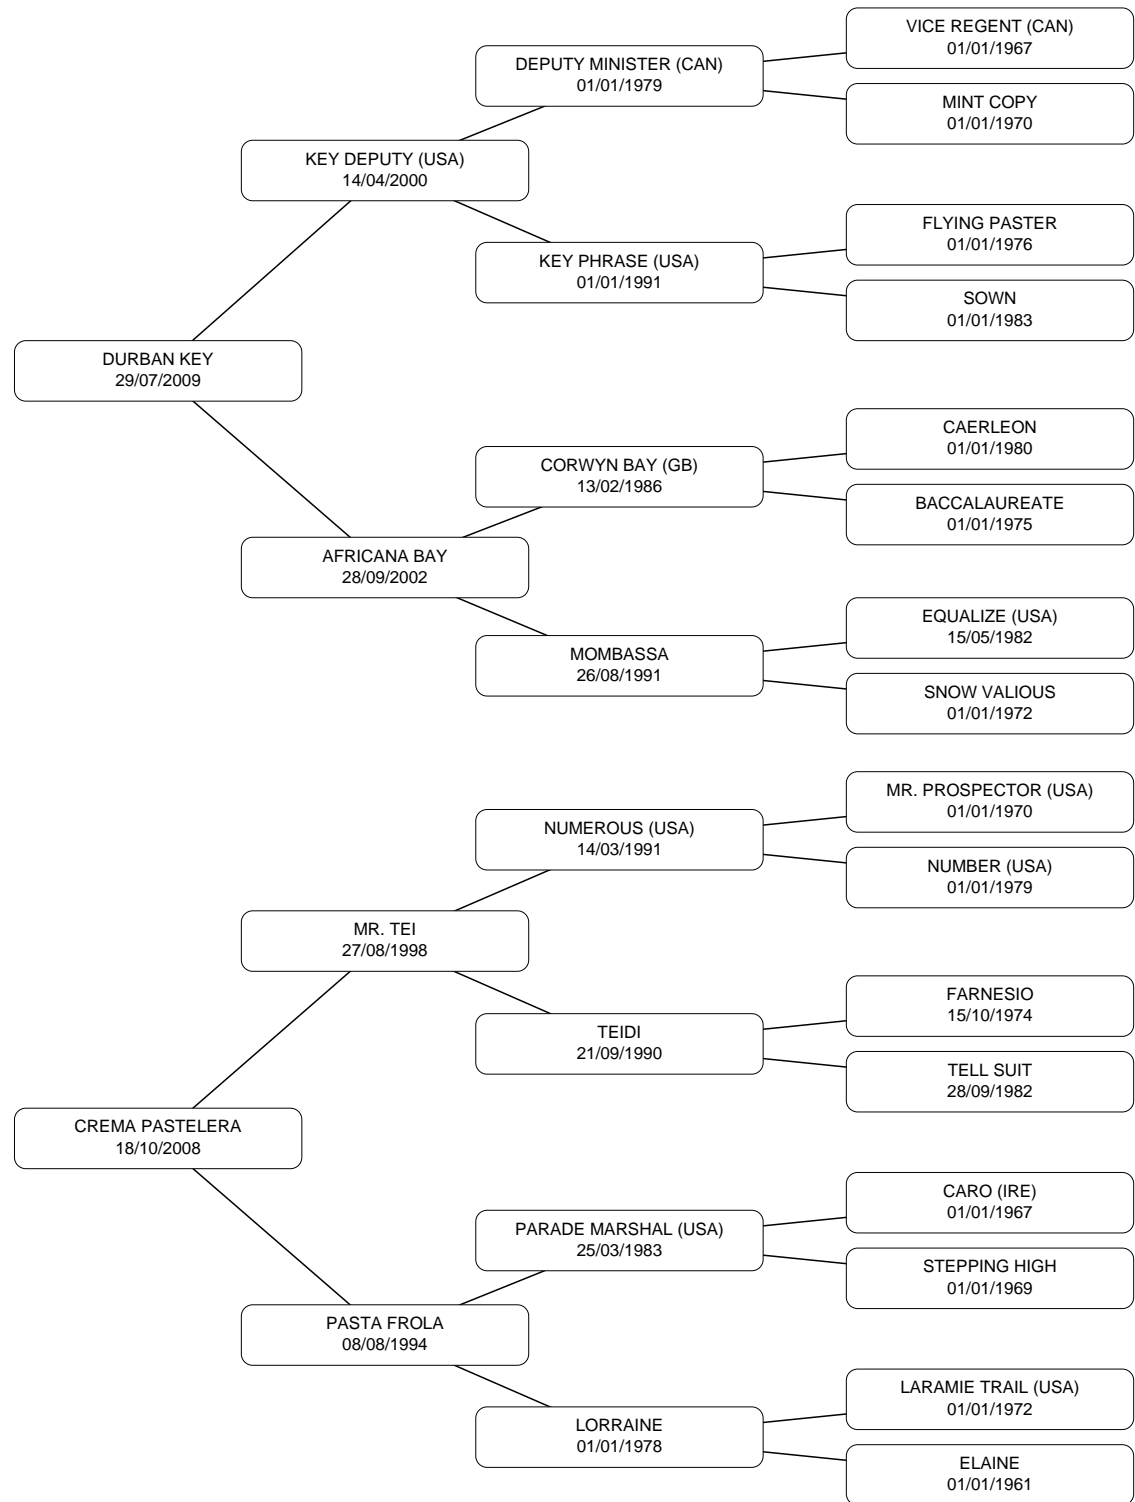 VICE REGENT (CAN)
01/01/1967
DEPUTY MINISTER (CAN)
01/01/1979
MINT COPY
01/01/1970
KEY DEPUTY (USA)
14/04/2000
FLYING PASTER
01/01/1976
KEY PHRASE (USA)
01/01/1991
SOWN
01/01/1983
DURBAN KEY
29/07/2009
CAERLEON
01/01/1980
CORWYN BAY (GB)
13/02/1986
BACCALAUREATE
01/01/1975
AFRICANA BAY
28/09/2002
EQUALIZE (USA)
15/05/1982
MOMBASSA
26/08/1991
SNOW VALIOUS
01/01/1972
MR. PROSPECTOR (USA)
01/01/1970
NUMEROUS (USA)
14/03/1991
NUMBER (USA)
01/01/1979
MR. TEI
27/08/1998
FARNESIO
15/10/1974
TEIDI
21/09/1990
TELL SUIT
28/09/1982
CREMA PASTELERA
18/10/2008
CARO (IRE)
01/01/1967
PARADE MARSHAL (USA)
25/03/1983
STEPPING HIGH
01/01/1969
PASTA FROLA
08/08/1994
LARAMIE TRAIL (USA)
01/01/1972
LORRAINE
01/01/1978
ELAINE
01/01/1961